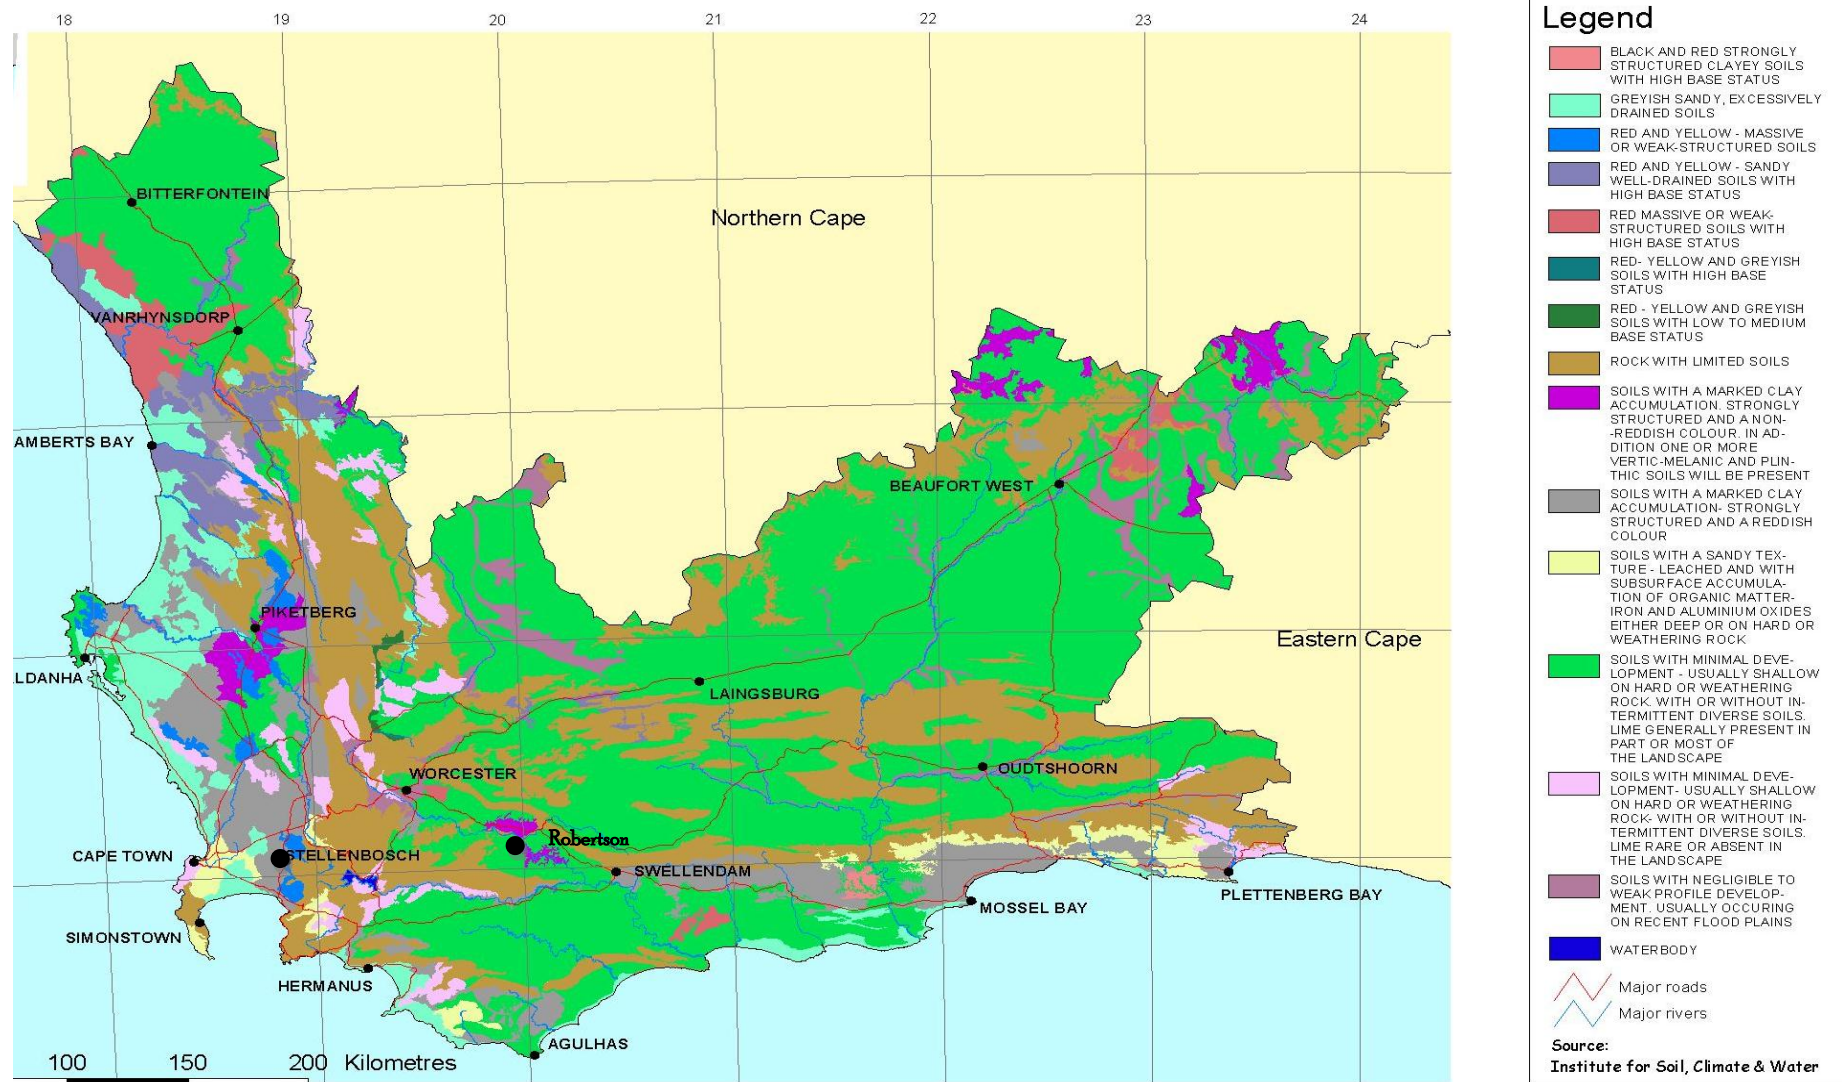 18 19 20 21 22 23 24
BITTERFONTEIN
Northern Cape
VANRHYNSDORP
AMBERTS BAY
BEAUFORT WEST
PIKETBERG
Eastern Cape
LDANHA
LAINGSBURG
WORCESTER
OUDTSHOORN
Robertson
CAPE TOWN
STELLENBOSCH
SWELLENDAM
PLETTENBERG BAY
MOSSEL BAY
SIMONSTOWN
HERMANUS
AGULHAS
100 150 200 Kilometres
Legend
BLACK AND RED STRONGLY
STRUCTURED CLAYEY SOILS
WITH HIGH BASE STATUS
GREYISH SANDY, EXCESSIVELY
DRAINED SOILS
RED AND YELLOW - MASSIVE
OR WEAK-STRUCTURED SOILS
RED AND YELLOW - SANDY
WELL-DRAINED SOILS WITH
HIGH BASE STATUS
RED MASSIVE OR WEAK-
STRUCTURED SOILS WITH
HIGH BASE STATUS
RED- YELLOW AND GREYISH
SOILS WITH HIGH BASE
STATUS
RED - YELLOW AND GREYISH
SOILS WITH LOW TO MEDIUM
BASE STATUS
ROCK WITH LIMITED SOILS
SOILS WITH A MARKED CLAY
ACCUMULATION. STRONGLY
STRUCTURED AND A NON-
-REDDISH COLOUR. IN AD-
DITION ONE OR MORE
VERTIC-MELANIC AND PLIN-
THIC SOILS WILL BE PRESENT
SOILS WITH A MARKED CLAY
ACCUMULATION- STRONGLY
STRUCTURED AND A REDDISH
COLOUR
SOILS WITH A SANDY TEX-
TURE - LEACHED AND WITH
SUBSURFACE ACCUMULA-
TION OF ORGANIC MATTER-
IRON AND ALUMINIUM OXIDES
EITHER DEEP OR ON HARD OR
WEATHERING ROCK
SOILS WITH MINIMAL DEVE-
LOPMENT - USUALLY SHALLOW
ON HARD OR WEATHERING
ROCK. WITH OR WITHOUT IN-
TERMITTENT DIVERSE SOILS.
LIME GENERALLY PRESENT IN
PART OR MOST OF
THE LANDSCAPE
SOILS WITH MINIMAL DEVE-
LOPMENT- USUALLY SHALLOW
ON HARD OR WEATHERING
ROCK- WITH OR WITHOUT IN-
TERMITTENT DIVERSE SOILS.
LIME RARE OR ABSENT IN
THE LANDSCAPE
SOILS WITH NEGLIGIBLE TO
WEAK PROFILE DEVELOP-
MENT. USUALLY OCCURING
ON RECENT FLOOD PLAINS
WATERBODY
Major roads
Major rivers
Source:
Institute for Soil, Climate & Water